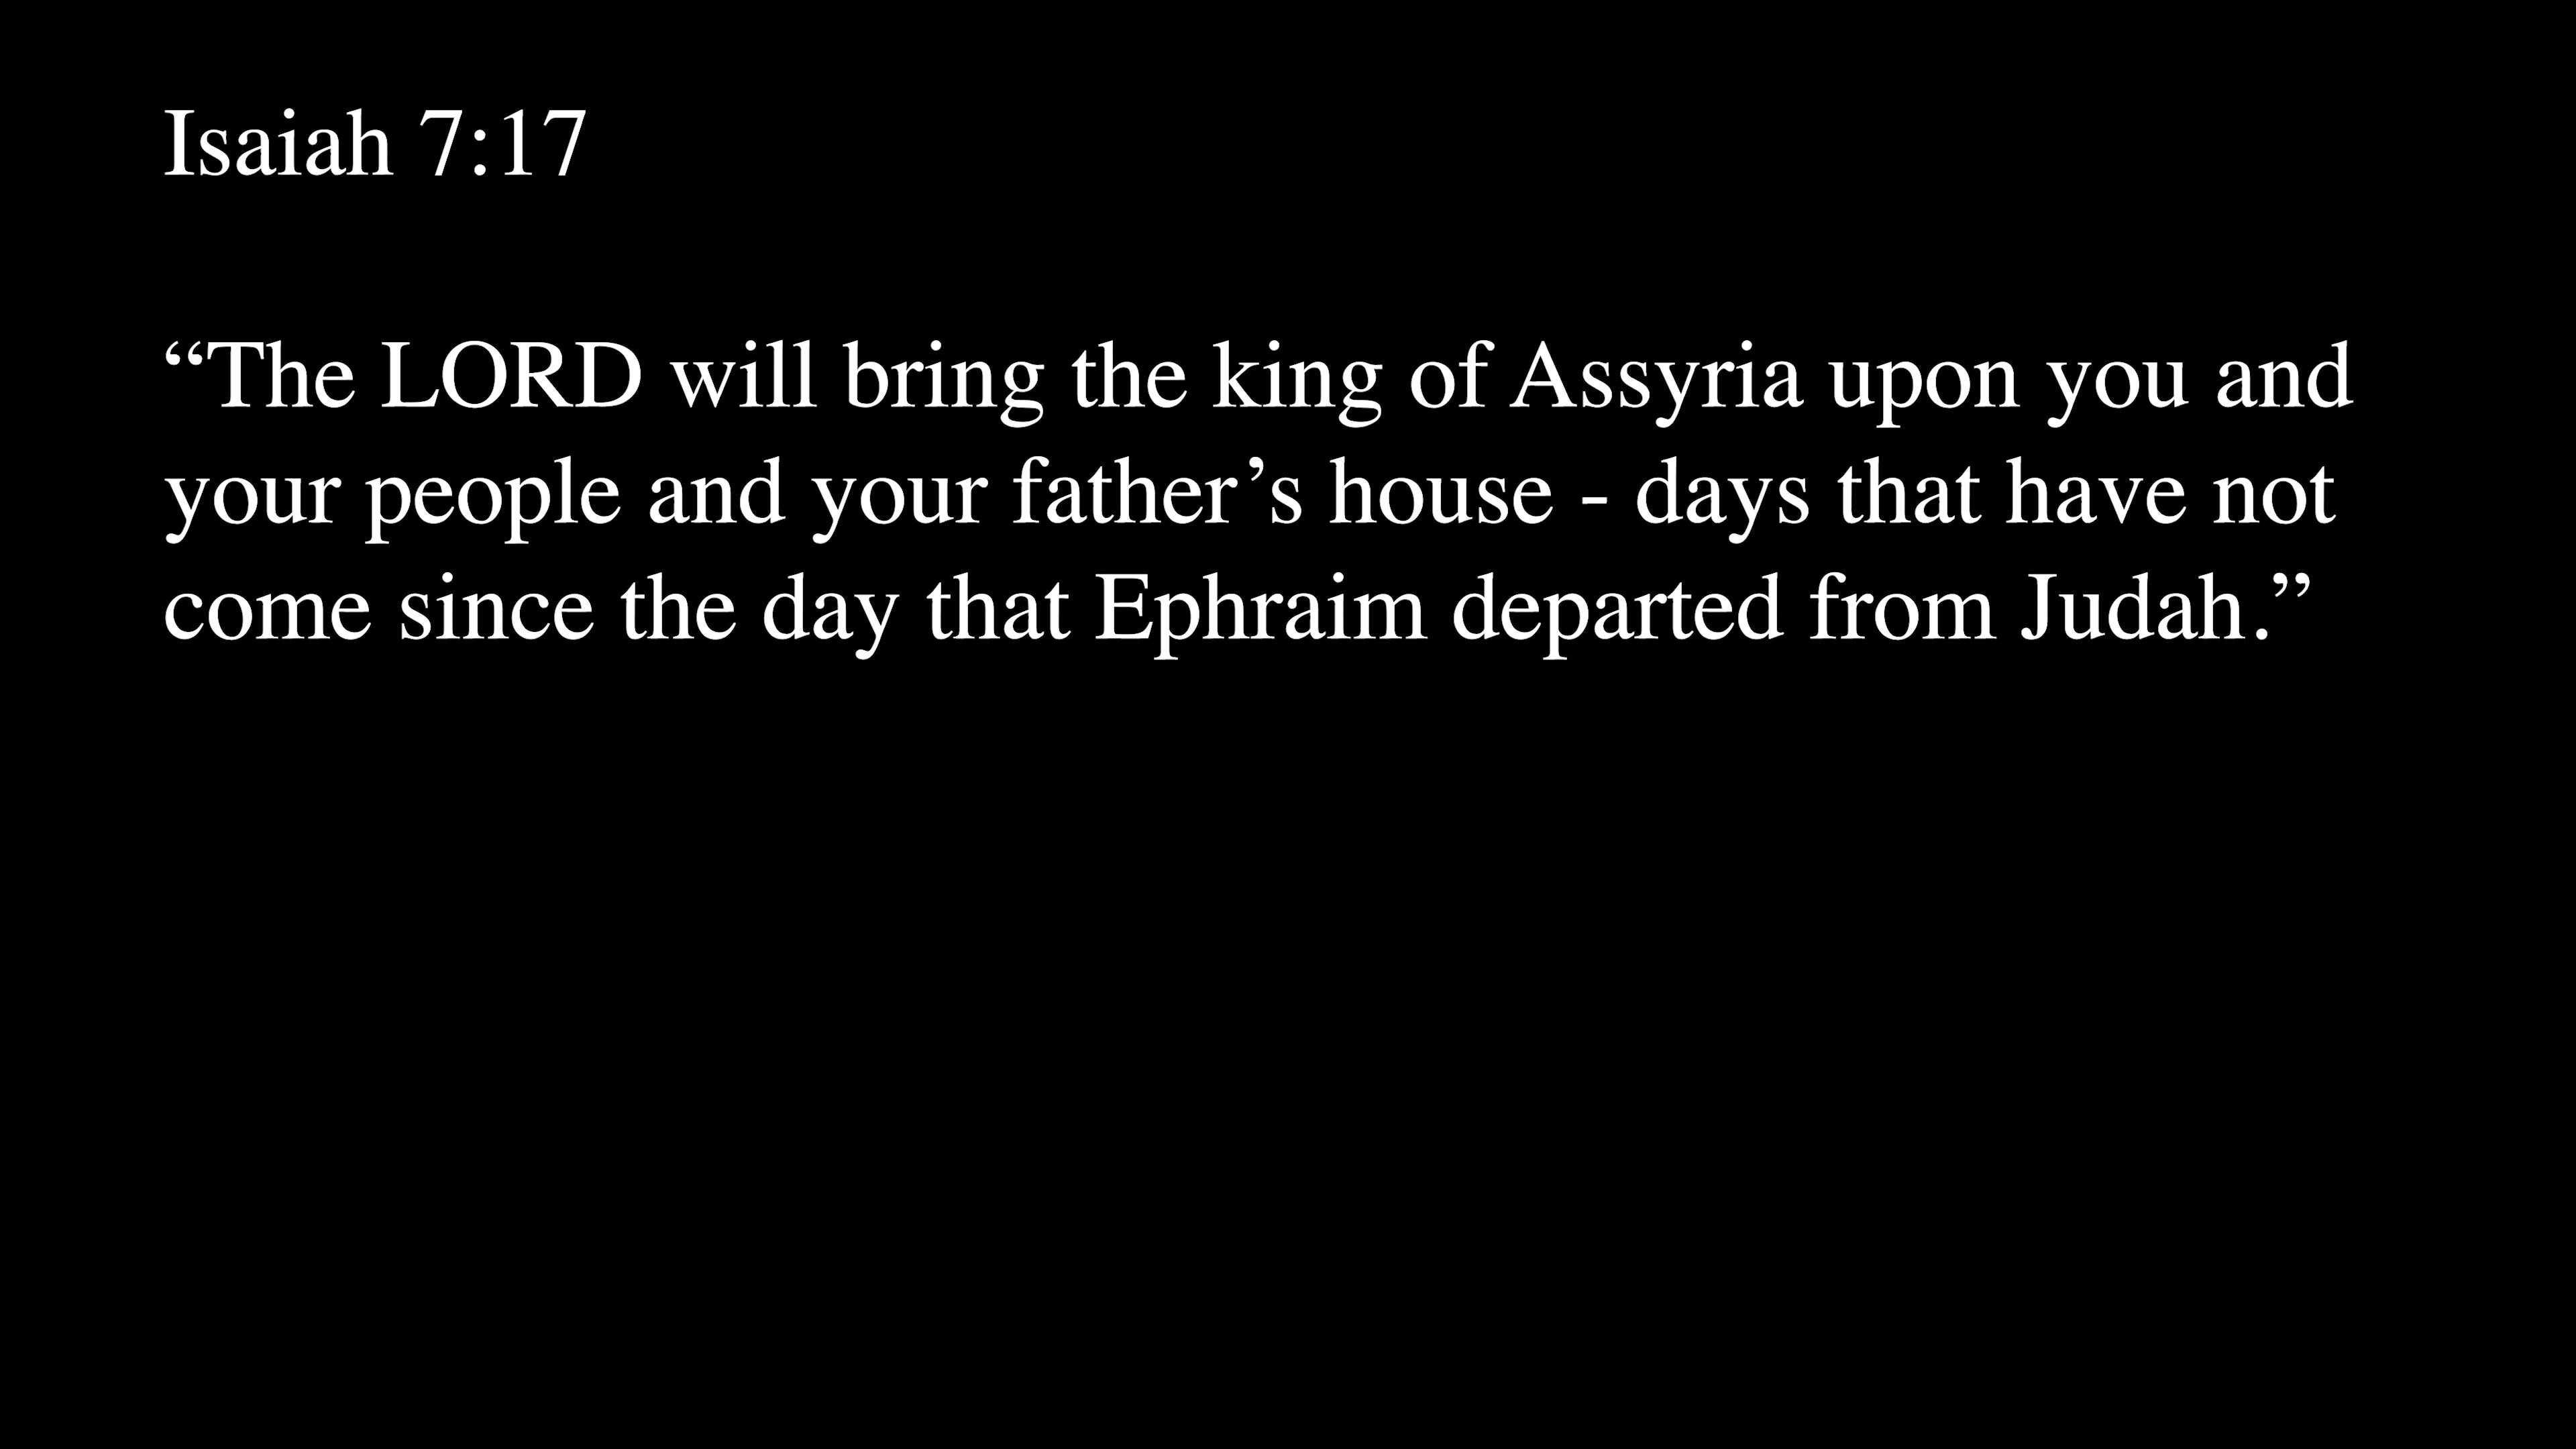 Isaiah 7:17
“The LORD will bring the king of Assyria upon you and
your people and your father’s house - days that have not
come since the day that Ephraim departed from Judah.”